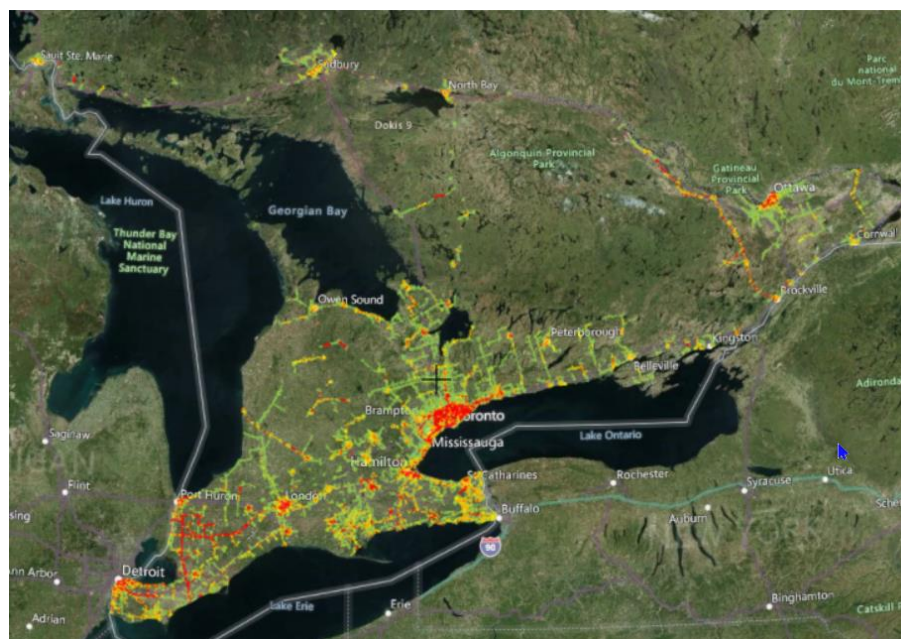 Sault Ste. Marie
Sudbury
Parc
national
du Mont-Trem
North Bay
Dokis 9
Algonquin Provincial
Park
Gatineau
Provincial
Park
Ottawa
Lake Huron
Georgian Bay
Thunder Bay
National
Marine
Sanctuary
Cornwall
Owen Sound
Brockville
Peterborough
Kingston
Belleville
Adironda
Brampton
Toronto
Mississauga
Lake Ontario
Saginaw
Hamilton
St Catharines
Rochester
Utica
Flint
Port Huron
London
Syracuse
Sche
sing
Buffalo
Auburn
90
nn Arbor
Detroit
Lake Erie
Erie
Binghamton
Adrian
Catskill P